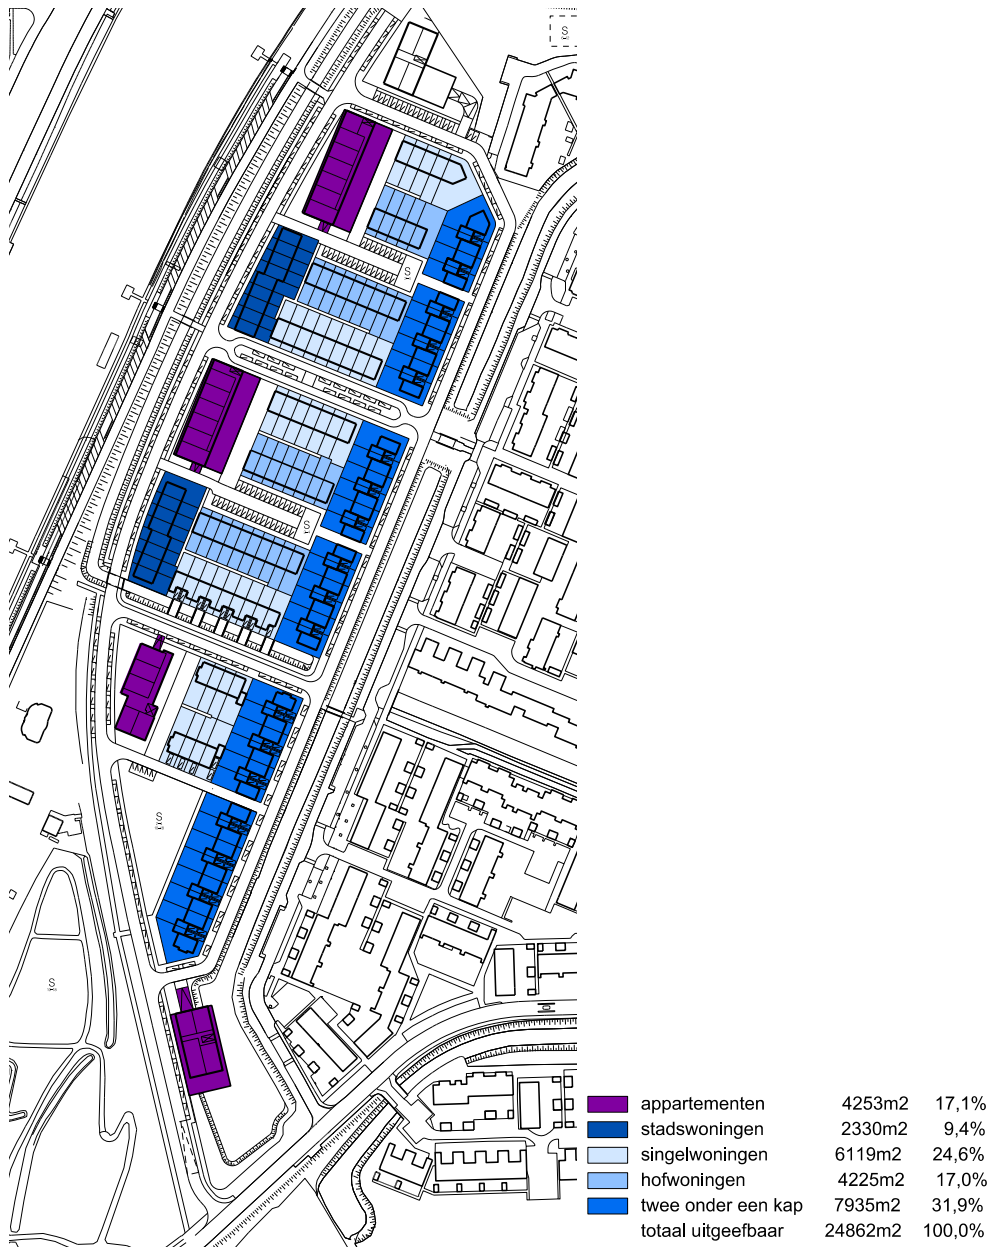 S
S
S
S
S
appartementen 4253m2 17,1%
stadswoningen 2330m2 9,4%
singelwoningen 6119m2 24,6%
hofwoningen 4225m2 17,0%
twee onder een kap 7935m2 31,9%
totaal uitgeefbaar 24862m2 100,0%